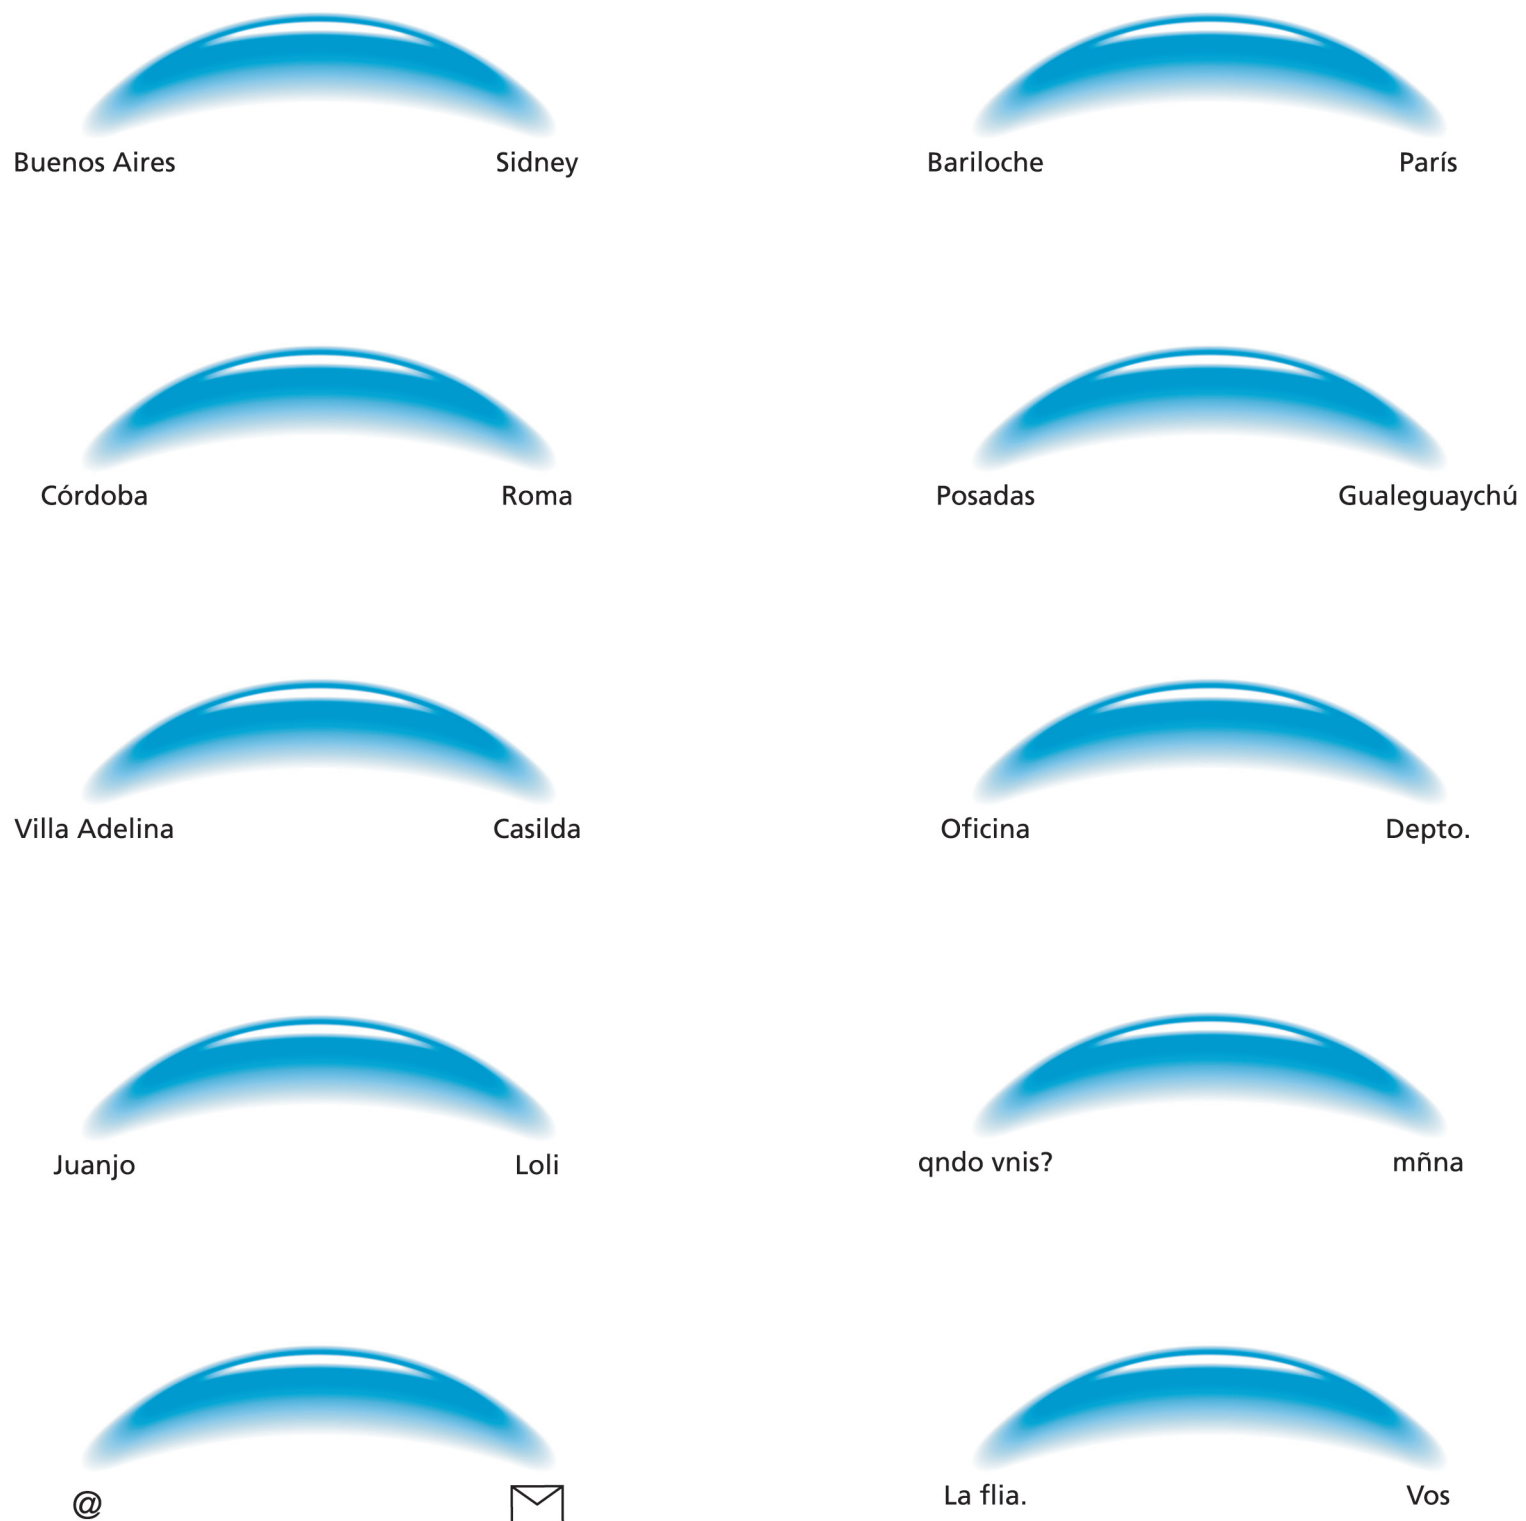 Buenos Aires Sidney
Bariloche París
Córdoba Roma
Posadas Gualeguaychú
Villa Adelina Casilda
Oficina Depto.
Juanjo Loli
qndo vnis? mñna
@
La flia. Vos